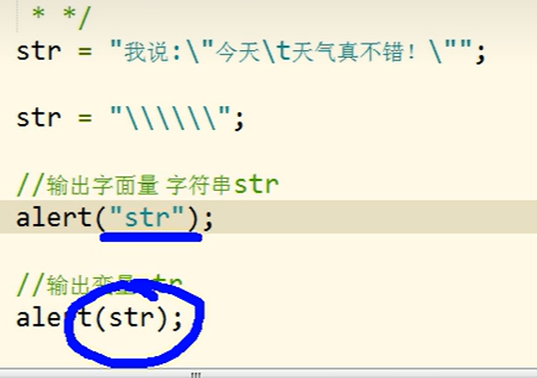 * */
str = "我说:\"今天\t天气真不错！\"";
str = "\\\\\\";
//输出字面量 字符串str
alert("str");
//输出变量str
alert(str);